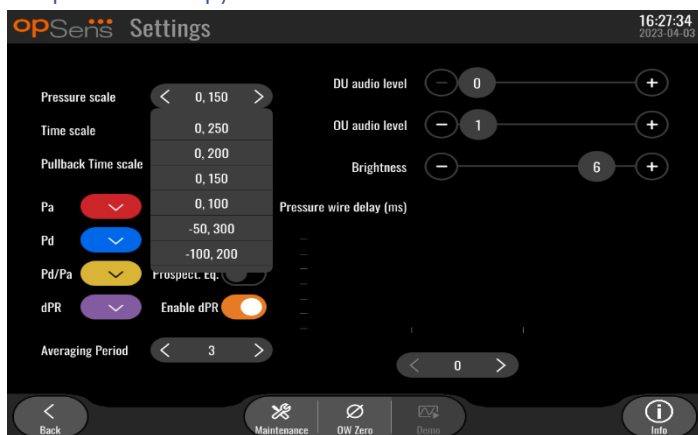 opSens Settings
16:27:34
2023-04-03
Pressure scale 0, 150
Time scale
Pullback Time scale
0, 250
0, 200
0, 150
0, 100
-50, 300
-100, 200
Pa
Pd
Pd/Pa
Prospect. Eq.
dPR
Enable dPR
Averaging Period 3
DU audio level 0
OU audio level 1
Brightness 6
Pressure wire delay (ms)
0
Back
Maintenance
OW Zero
Demo
Info